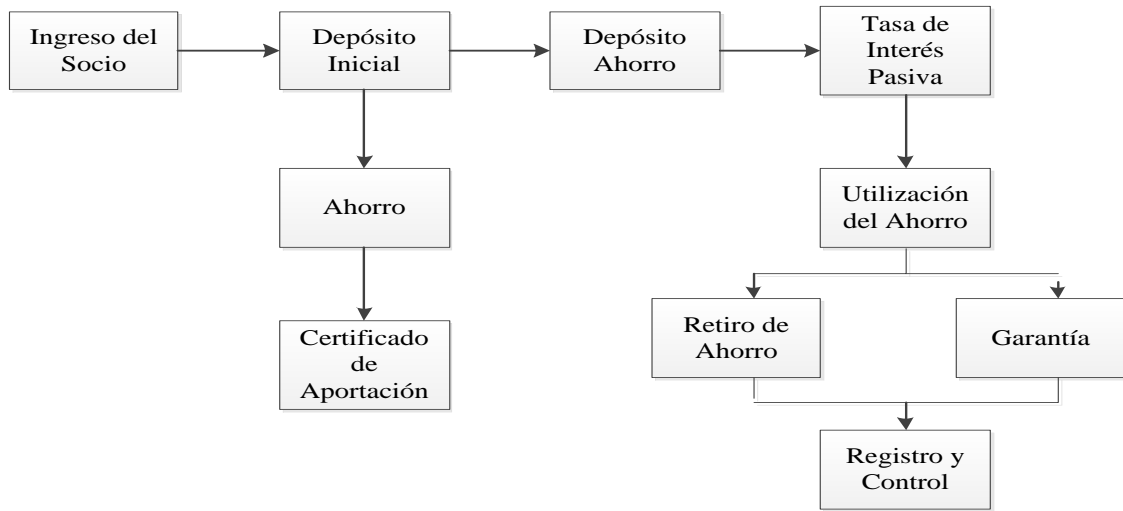 Ingreso del
Socio
Depósito
Inicial
Depósito
Ahorro
Tasa de
Interés
Pasiva
Ahorro
Utilización
del Ahorro
Certificado
de
Aportación
Retiro de
Ahorro
Garantía
Registro y
Control